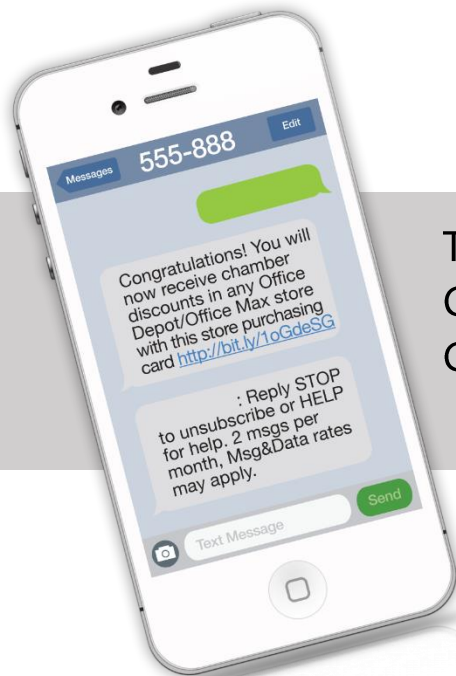 Messages
555-888
Edit
Congratulations! You will
now receive chamber
discounts in any Office
Depot/Office Max store
with this store purchasing
card http://bit.ly/1oGdeSG
: Reply STOP
to unsubscribe or HELP
for help. 2 msgs per
month, Msg&Data rates
may apply.
Text Message
Send